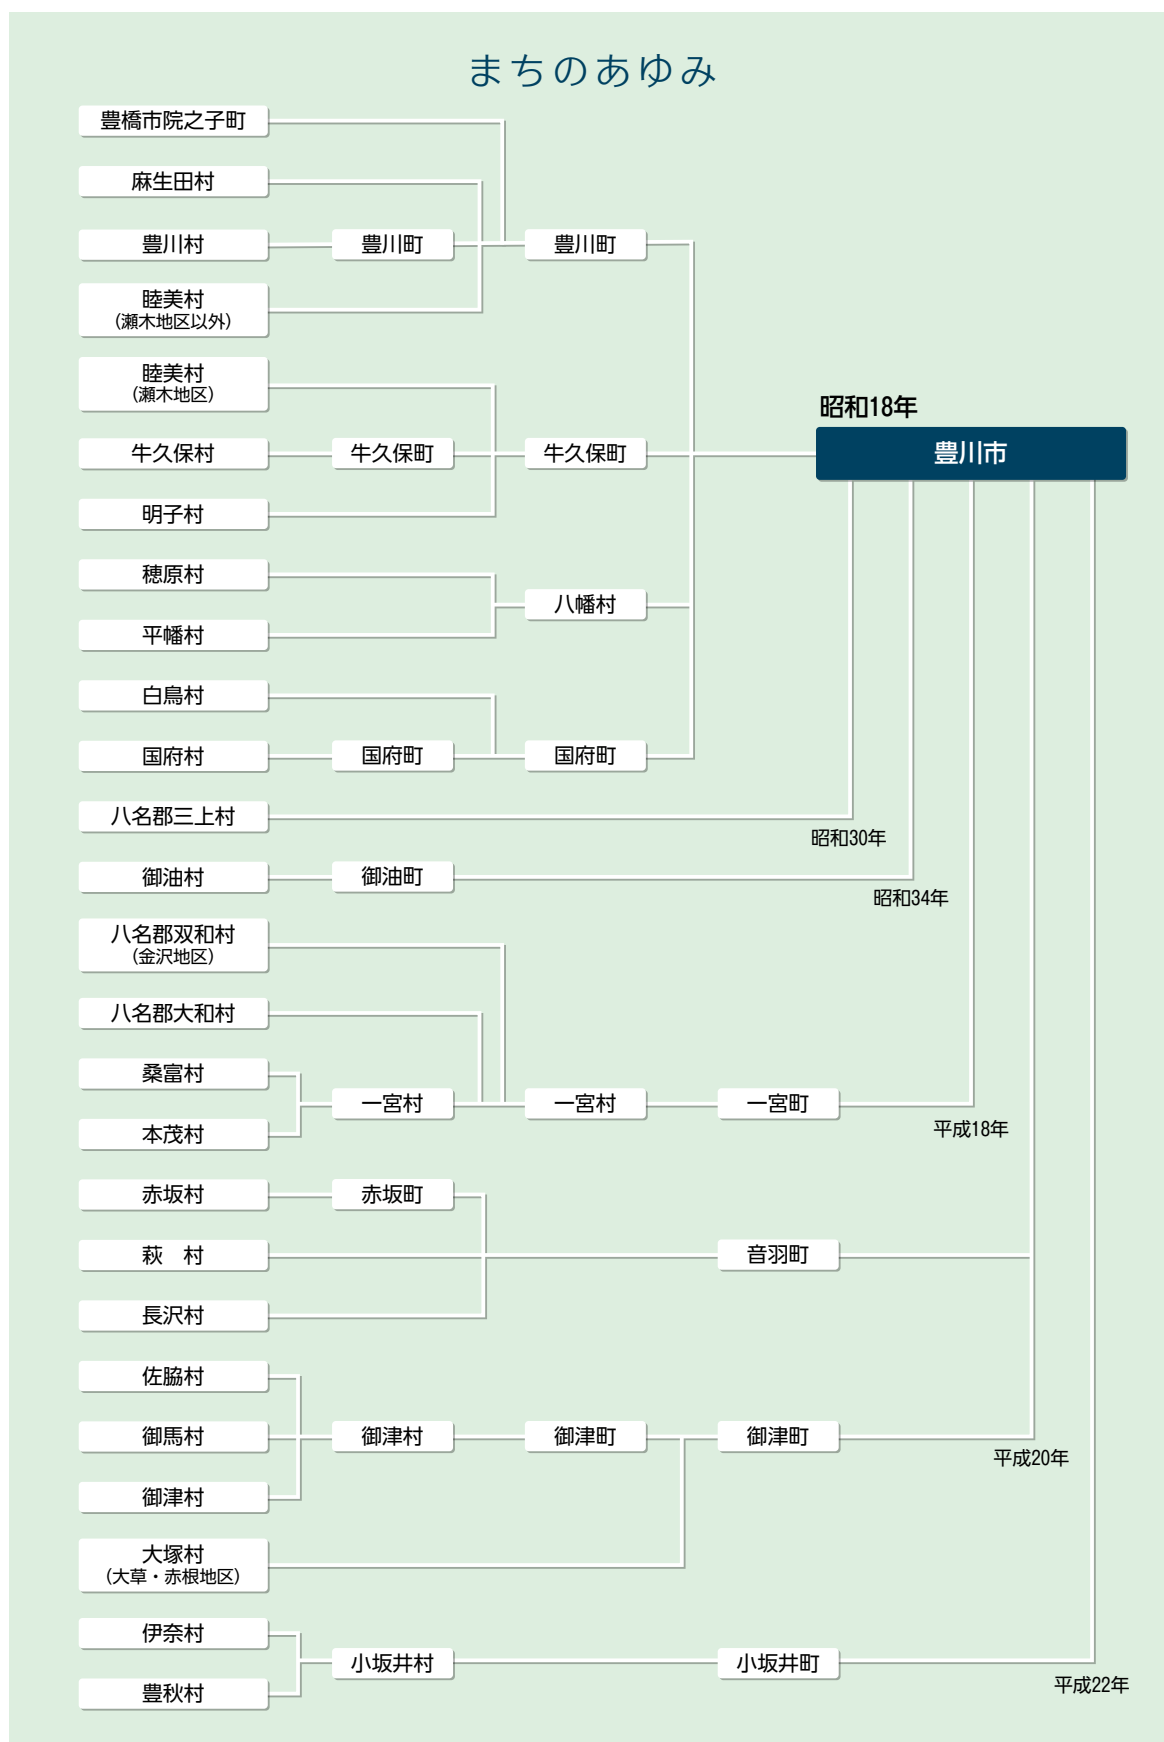 まちのあゆみ
豊橋市院之子町
麻生田村
豊川村
豊川町
豊川町
睦美村
(瀬木地区以外)
睦美村
(瀬木地区)
昭和18年
牛久保村
牛久保町
牛久保町
豊川市
明子村
穂原村
八幡村
平幡村
白鳥村
国府村
国府町
国府町
八名郡三上村
昭和30年
御油村
御油町
昭和34年
八名郡双和村
(金沢地区)
八名郡大和村
桑富村
一宮村
一宮村
一宮町
本茂村
平成18年
赤坂村
赤坂町
萩　村
音羽町
長沢村
佐脇村
御馬村
御津村
御津町
御津町
平成20年
御津村
大塚村
(大草・赤根地区)
伊奈村
小坂井村
小坂井町
豊秋村
平成22年